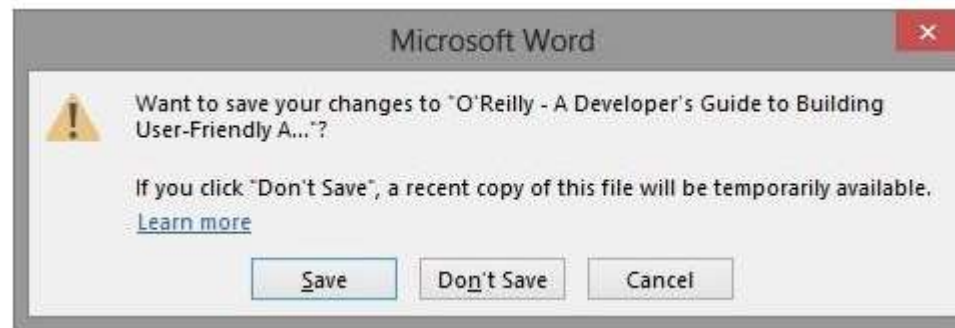 Microsoft Word
Want to save your changes to "O'Reilly - A Developer's Guide to Building
User-Friendly A..."?
If you click "Don't Save", a recent copy of this file will be temporarily available.
Learn more
Save Don't Save Cancel